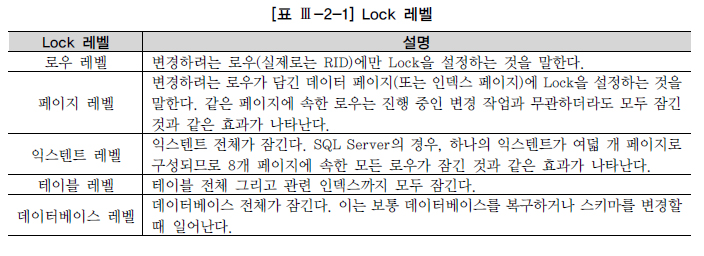 [표 Ⅲ-2-1] Lock 레벨
Lock 레벨 설명
로우 레벨 변경하려는 로우(실제로는 RID)에만 Lock을 설정하는 것을 말한다.
변경하려는 로우가 담긴 데이터 페이지(또는 인덱스 페이지)에 Lock을 설정하는 것을
페이지 레벨 말한다. 같은 페이지에 속한 로우는 진행 중인 변경 작업과 무관하더라도 모두 잠긴
것과 같은 효과가 나타난다.
익스텐트 레벨 익스텐트 전체가 잠긴다. SQL Server의 경우, 하나의 익스텐트가 여덟 개 페이지로
구성되므로 8개 페이지에 속한 모든 로우가 잠긴 것과 같은 효과가 나타난다.
테이블 레벨 테이블 전체 그리고 관련 인덱스까지 모두 잠긴다.
데이터베이스 레벨 데이터베이스 전체가 잠긴다. 이는 보통 데이터베이스를 복구하거나 스키마를 변경할
때 일어난다.